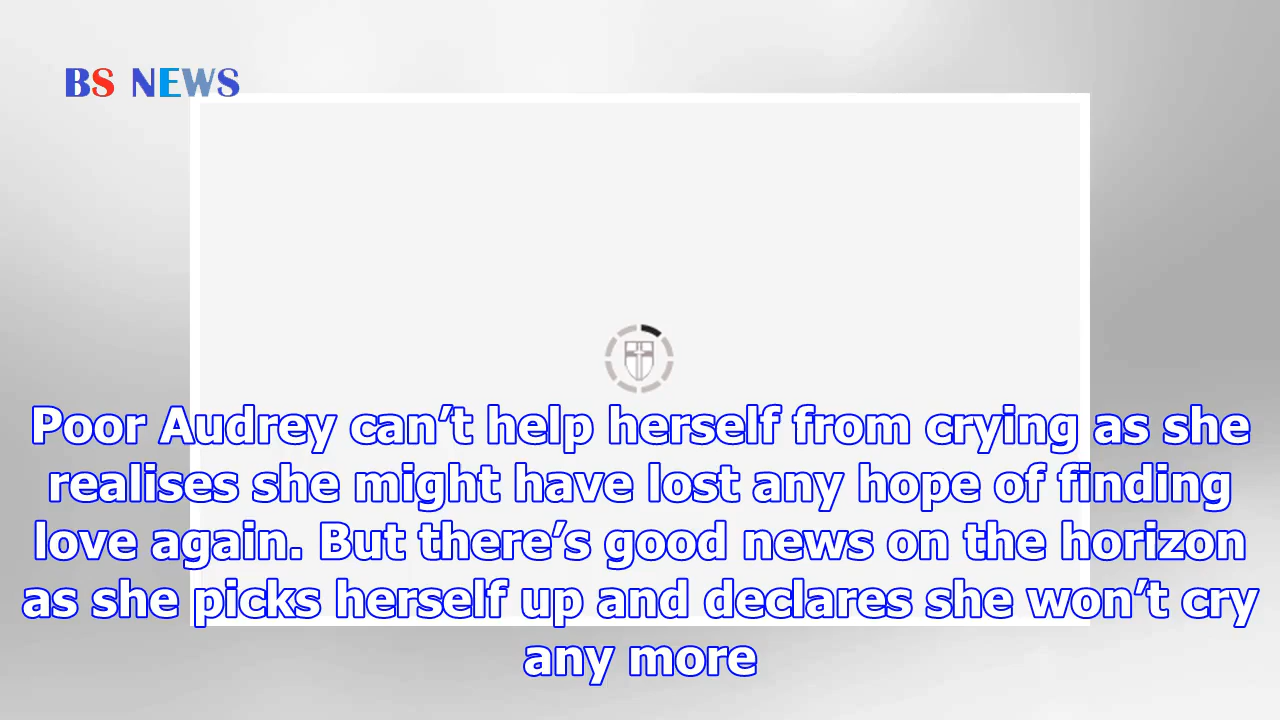 BS NEWS
Poor Audrey can’t help herself from crying as she
realises she might have lost any hope of finding
love again. But there’s good news on the horizon
as she picks herself up and declares she won’t cry
any more